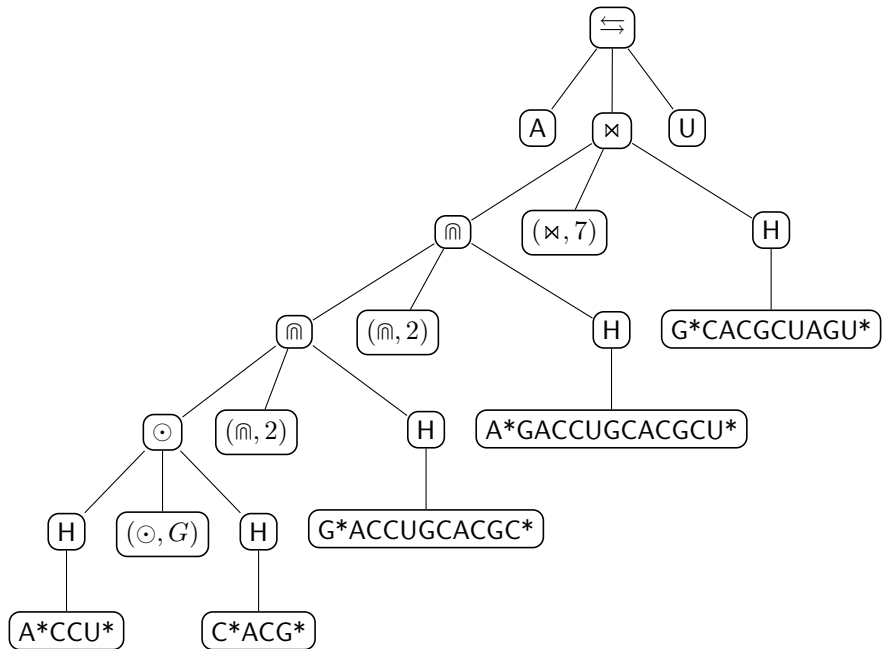 ⇆
A ⋈ U
⋒ (⋈, 7) H
⋒ (⋒, 2) H G*CACGCUAGU*
⊙ (⋒, 2) H A*GACCUGCACGCU*
H (⊙, G) H G*ACCUGCACGC*
A*CCU* C*ACG*